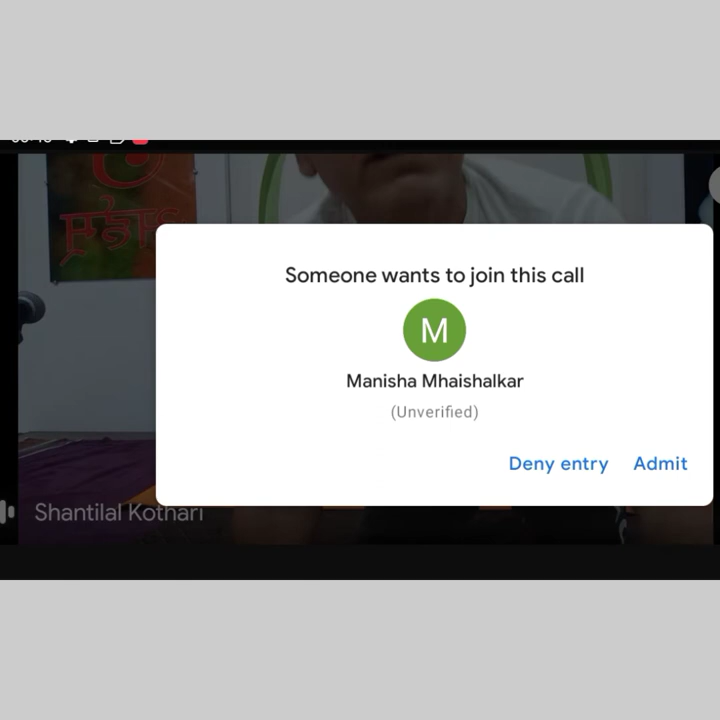 Someone wants to join this call
M
Manisha Mhaishalkar
(Unverified)
Deny entry Admit
Shantilal Kothari